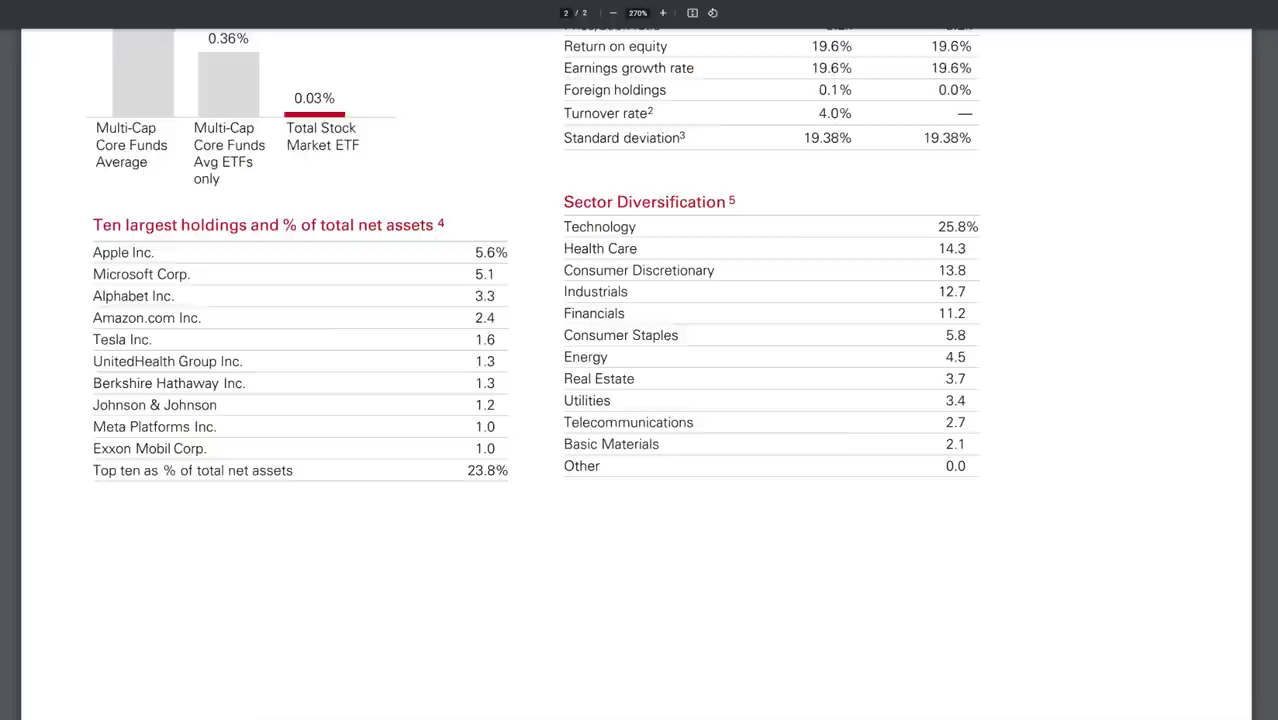 2 / 2 — 270% +
0.36%
0.03%
Multi-Cap Core Funds Average
Multi-Cap Core Funds Avg ETFs only
Total Stock Market ETF
Ten largest holdings and % of total net assets 4
Apple Inc. 5.6%
Microsoft Corp. 5.1
Alphabet Inc. 3.3
Amazon.com Inc. 2.4
Tesla Inc. 1.6
UnitedHealth Group Inc. 1.3
Berkshire Hathaway Inc. 1.3
Johnson & Johnson 1.2
Meta Platforms Inc. 1.0
Exxon Mobil Corp. 1.0
Top ten as % of total net assets 23.8%
Return on equity 19.6% 19.6%
Earnings growth rate 19.6% 19.6%
Foreign holdings 0.1% 0.0%
Turnover rate2 4.0% —
Standard deviation3 19.38% 19.38%
Sector Diversification 5
Technology 25.8%
Health Care 14.3
Consumer Discretionary 13.8
Industrials 12.7
Financials 11.2
Consumer Staples 5.8
Energy 4.5
Real Estate 3.7
Utilities 3.4
Telecommunications 2.7
Basic Materials 2.1
Other 0.0